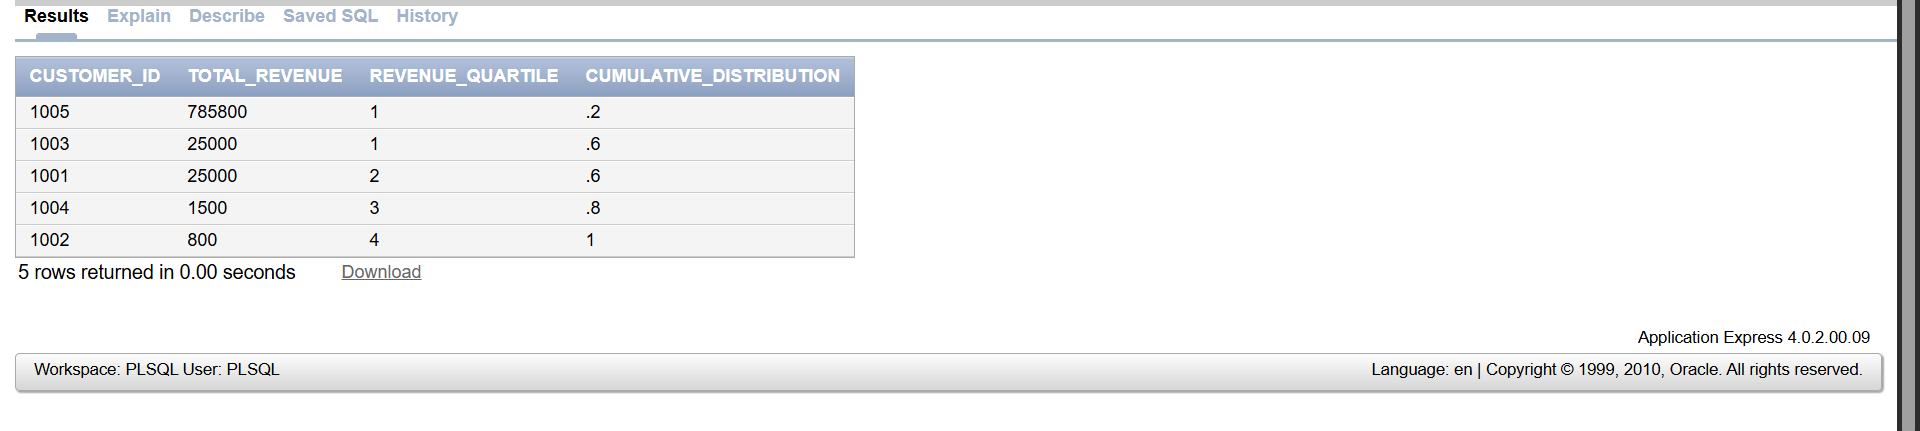 Results Explain Describe Saved SQL History
CUSTOMER_ID TOTAL_REVENUE REVENUE_QUARTILE CUMULATIVE_DISTRIBUTION
1005 785800 1 .2
1003 25000 1 .6
1001 25000 2 .6
1004 1500 3 .8
1002 800 4 1
5 rows returned in 0.00 seconds Download
Application Express 4.0.2.00.09
Workspace: PLSQL User: PLSQL Language: en | Copyright © 1999, 2010, Oracle. All rights reserved.